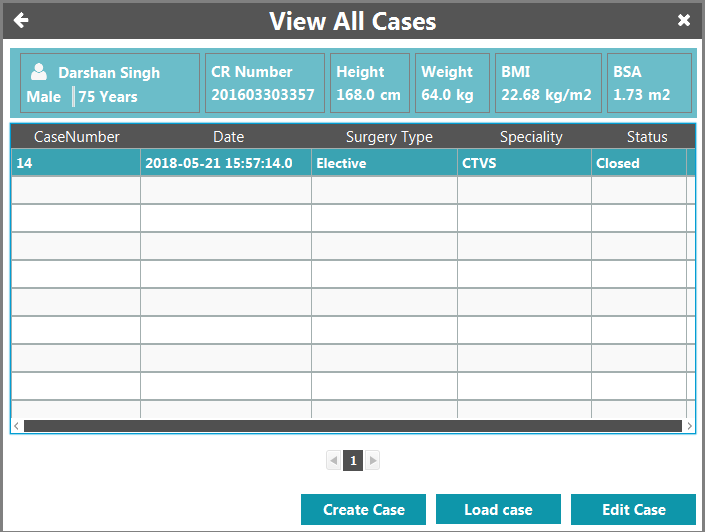 View All Cases
Darshan Singh
Male 75 Years
CR Number
201603303357
Height
168.0 cm
Weight
64.0 kg
BMI
22.68 kg/m2
BSA
1.73 m2
CaseNumber Date Surgery Type Speciality Status
14 2018-05-21 15:57:14.0 Elective CTVS Closed
1
Create Case Load case Edit Case